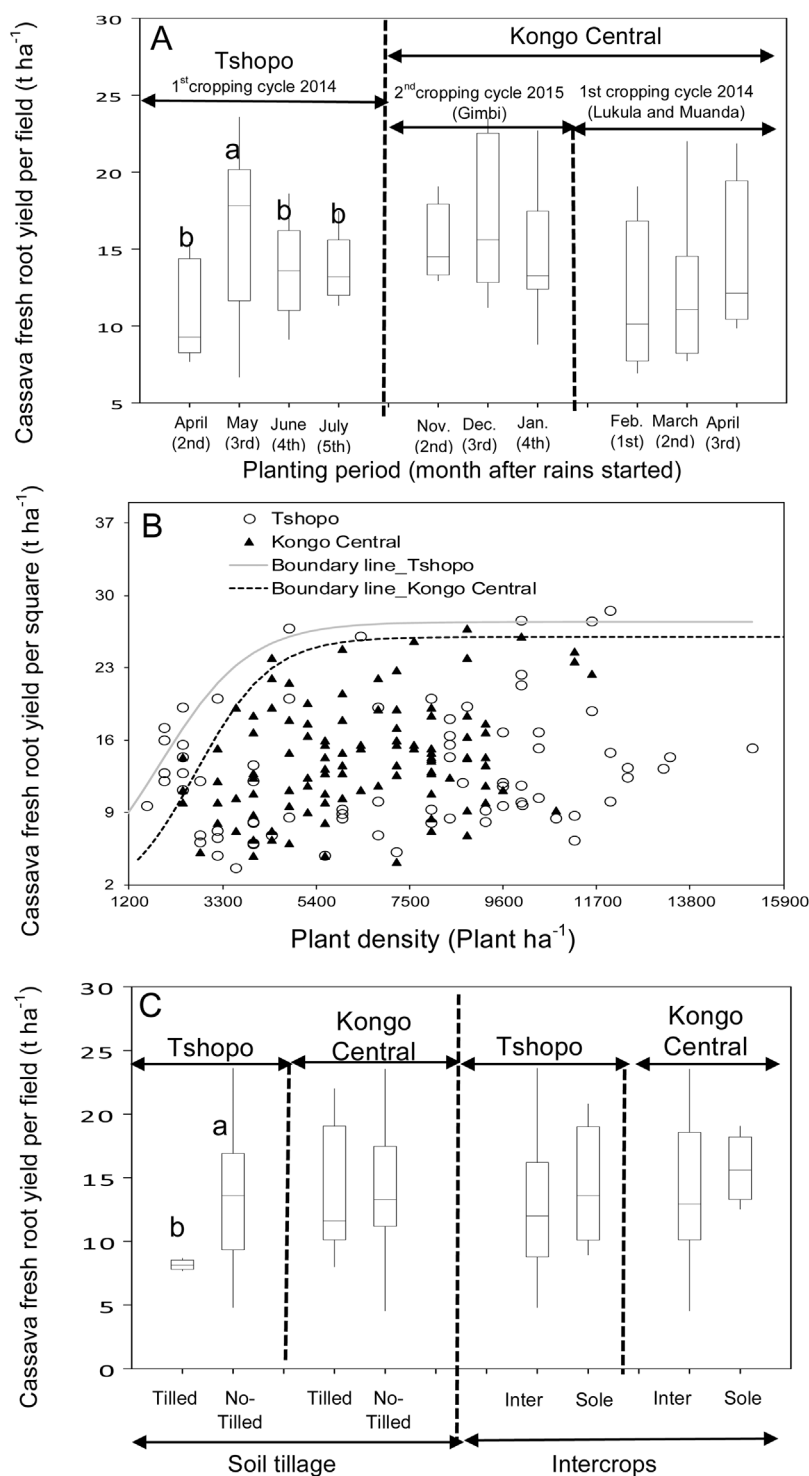 A
Cassava fresh root yield per field (t ha⁻¹)
30
25
20
15
10
5
Tshopo
1ˢᵗcropping cycle 2014
Kongo Central
2ⁿᵈcropping cycle 2015
(Gimbi)
1st cropping cycle 2014
(Lukula and Muanda)
b
a
b
b
April
(2nd)
May
(3rd)
June
(4th)
July
(5th)
Nov.
(2nd)
Dec.
(3rd)
Jan.
(4th)
Feb.
(1st)
March
(2nd)
April
(3rd)
Planting period (month after rains started)
B
Cassava fresh root yield per square (t ha⁻¹)
37
30
23
16
9
2
Tshopo
Kongo Central
Boundary line_Tshopo
Boundary line_Kongo Central
1200 3300 5400 7500 9600 11700 13800 15900
Plant density (Plant ha⁻¹)
C
Cassava fresh root yield per field (t ha⁻¹)
30
25
20
15
10
5
0
Tshopo
Kongo
Central
Tshopo
Kongo
Central
b
a
Tilled
No-
Tilled
Tilled
No-
Tilled
Inter
Sole
Inter
Sole
Soil tillage
Intercrops